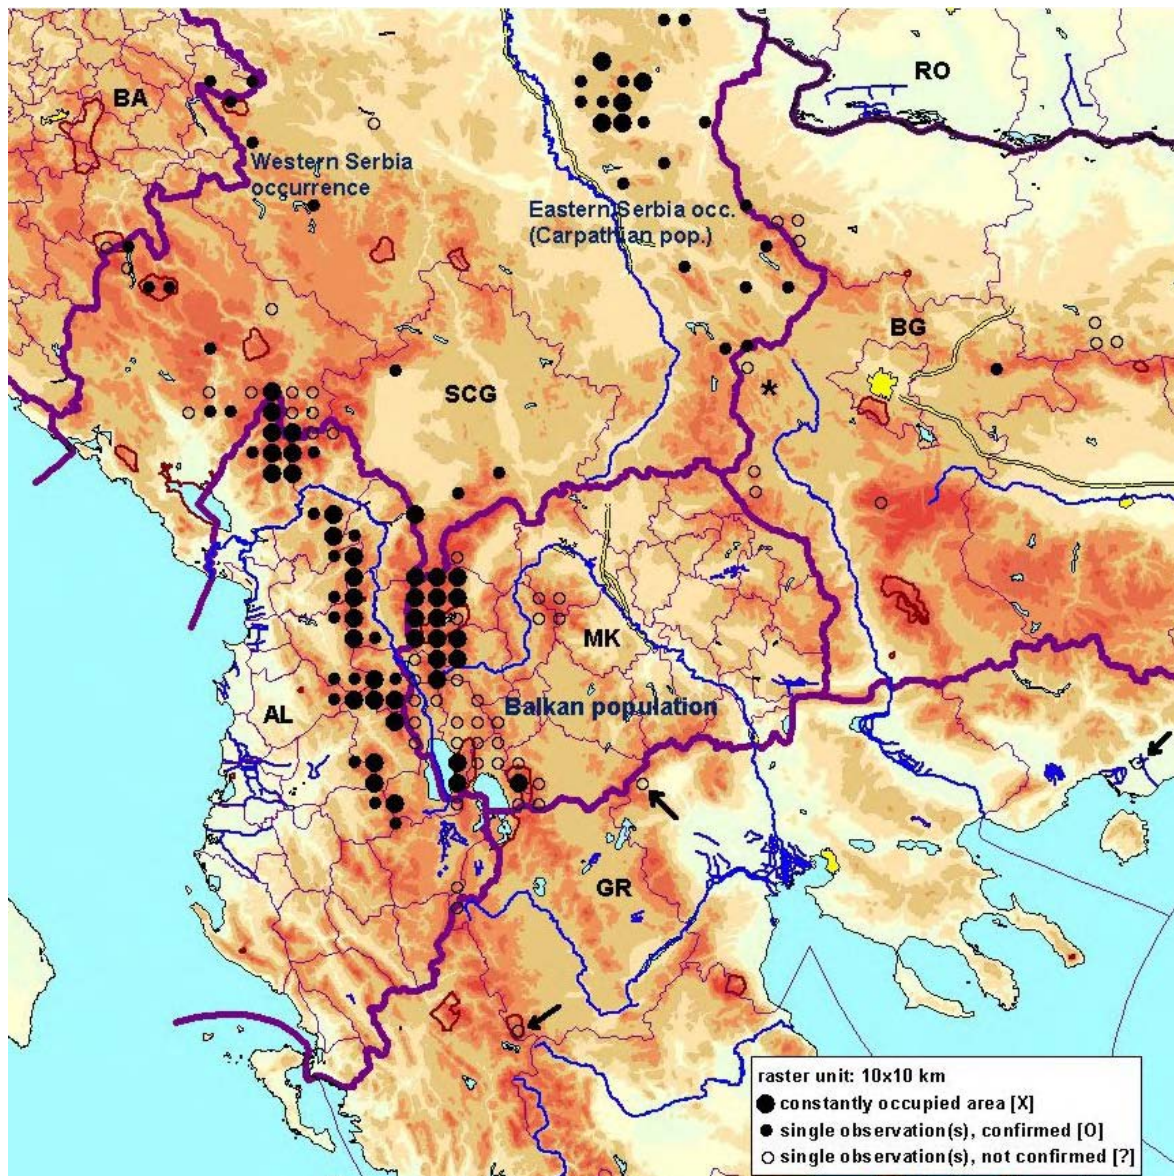 RO
BA
Western Serbia
occurrence
Eastern Serbia occ.
(Carpathian pop.)
BG
*
SCG
MK
Balkan population
AL
GR
raster unit: 10x10 km
constantly occupied area [X]
single observation(s), confirmed [O]
single observation(s), not confirmed [?]